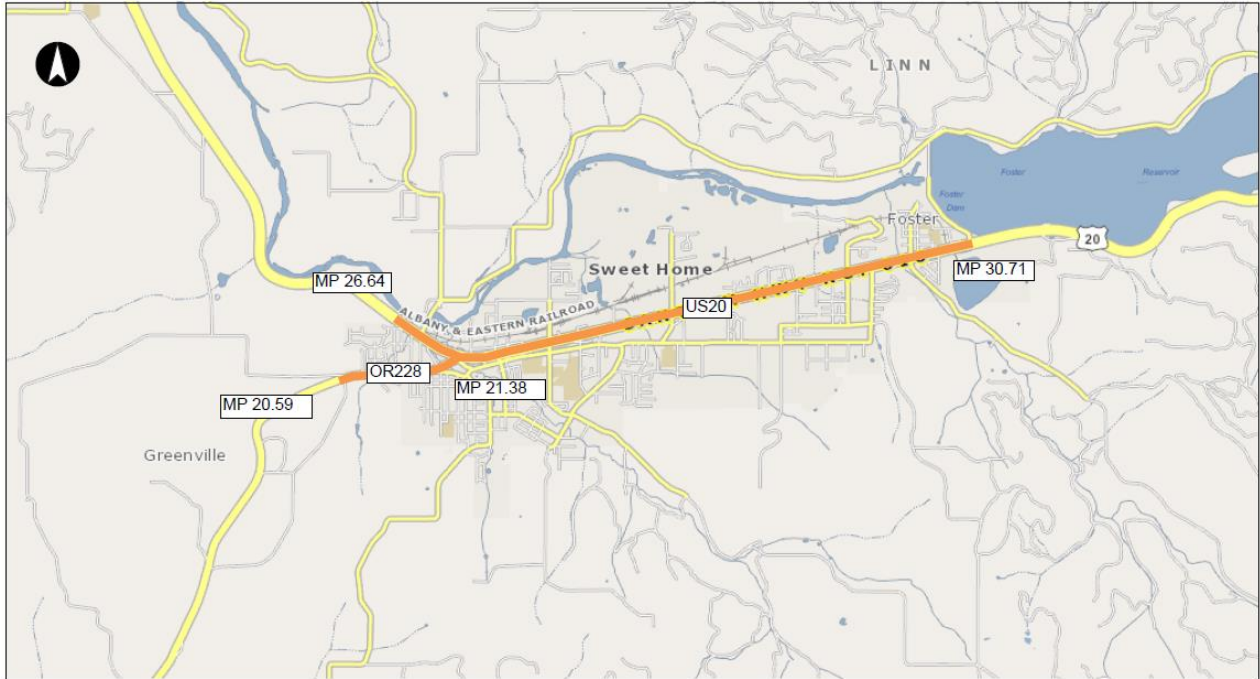 LINN
Foster
Reservoir
Foster
Dam
Foster
20
MP 30.71
Sweet Home
MP 26.64
US20
ALBANY & EASTERN RAILROAD
OR228
MP 21.38
MP 20.59
Greenville